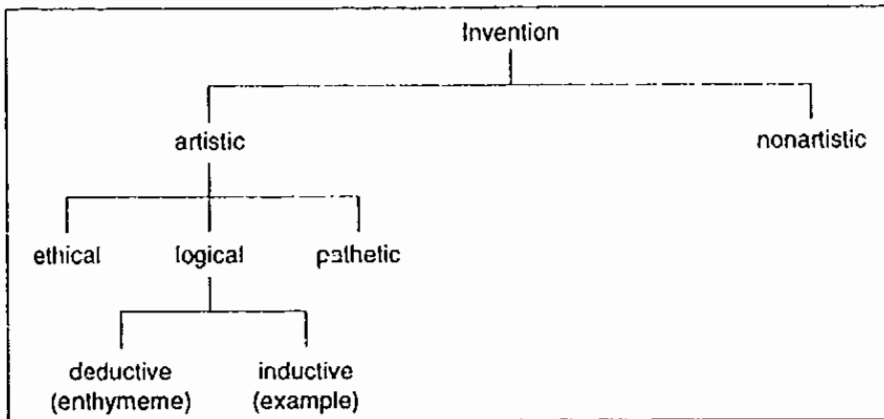 Invention
artistic nonartistic
ethical logical pathetic
deductive inductive
(enthymeme) (example)